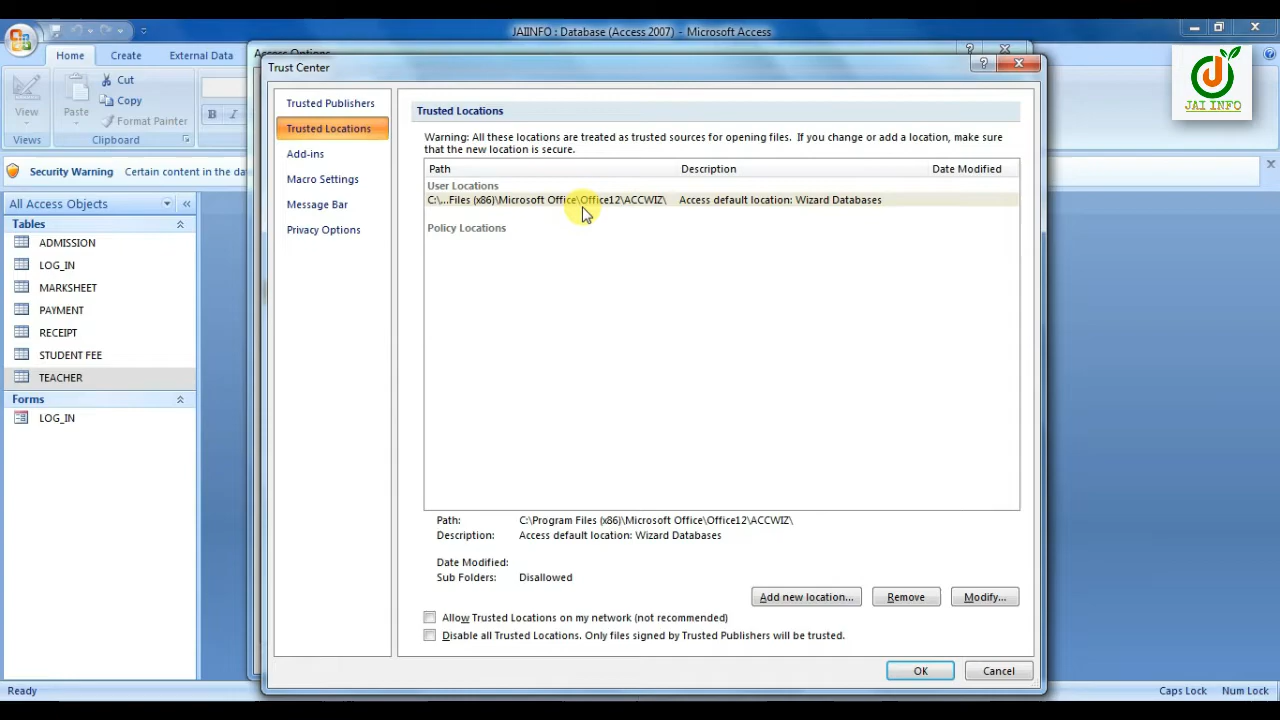 JAIINFO : Database (Access 2007) - Microsoft Access
Home
Create
External Data
Access Options
Trust Center
JAI INFO
View
Views
Paste
Cut
Copy
Format Painter
Clipboard
B
I
Security Warning
Certain content in the da
All Access Objects
Tables
ADMISSION
LOG_IN
MARKSHEET
PAYMENT
RECEIPT
STUDENT FEE
TEACHER
Forms
LOG_IN
Trusted Publishers
Trusted Locations
Add-ins
Macro Settings
Message Bar
Privacy Options
Trusted Locations
Warning: All these locations are treated as trusted sources for opening files. If you change or add a location, make sure
that the new location is secure.
Path Description Date Modified
User Locations
C:\...Files (x86)\Microsoft Office\Office12\ACCWIZ\ Access default location: Wizard Databases
Policy Locations
Path: C:\Program Files (x86)\Microsoft Office\Office12\ACCWIZ\
Description: Access default location: Wizard Databases
Date Modified:
Sub Folders: Disallowed
Add new location... Remove Modify...
Allow Trusted Locations on my network (not recommended)
Disable all Trusted Locations. Only files signed by Trusted Publishers will be trusted.
OK Cancel
Ready
Caps Lock Num Lock